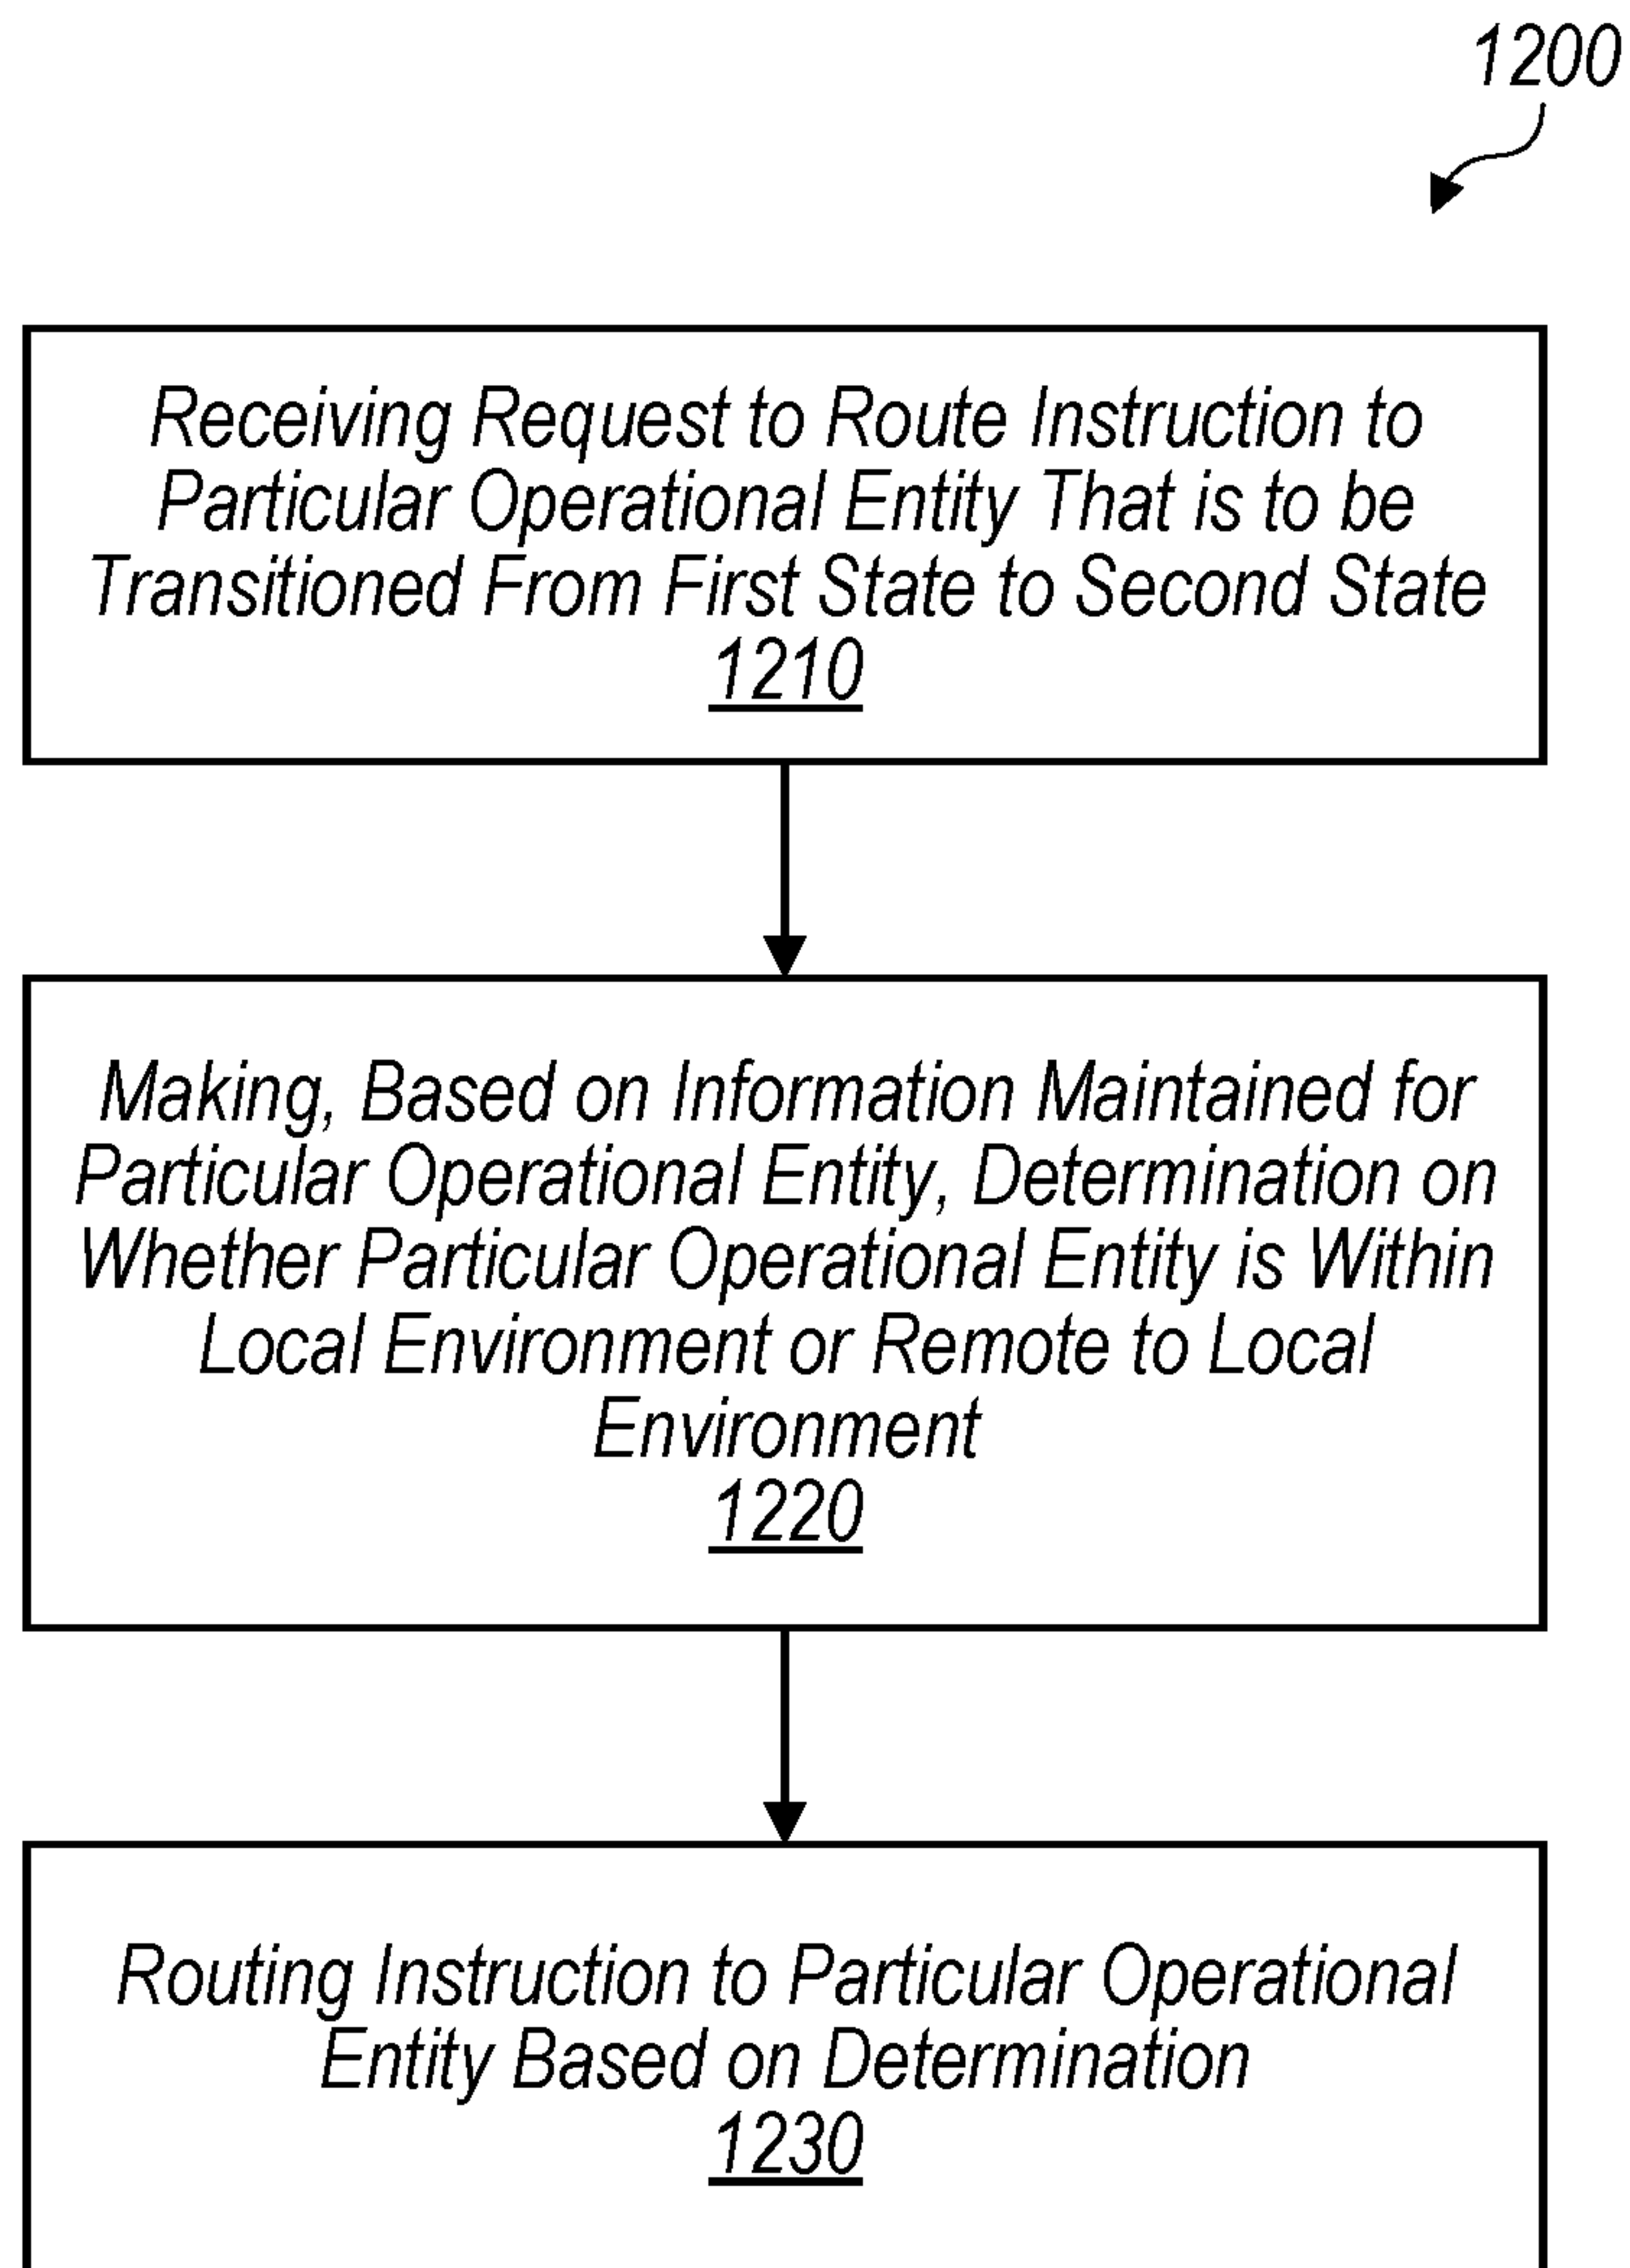 1200
Receiving Request to Route Instruction to
Particular Operational Entity That is to be
Transitioned From First State to Second State
1210
Making, Based on Information Maintained for
Particular Operational Entity, Determination on
Whether Particular Operational Entity is Within
Local Environment or Remote to Local
Environment
1220
Routing Instruction to Particular Operational
Entity Based on Determination
1230